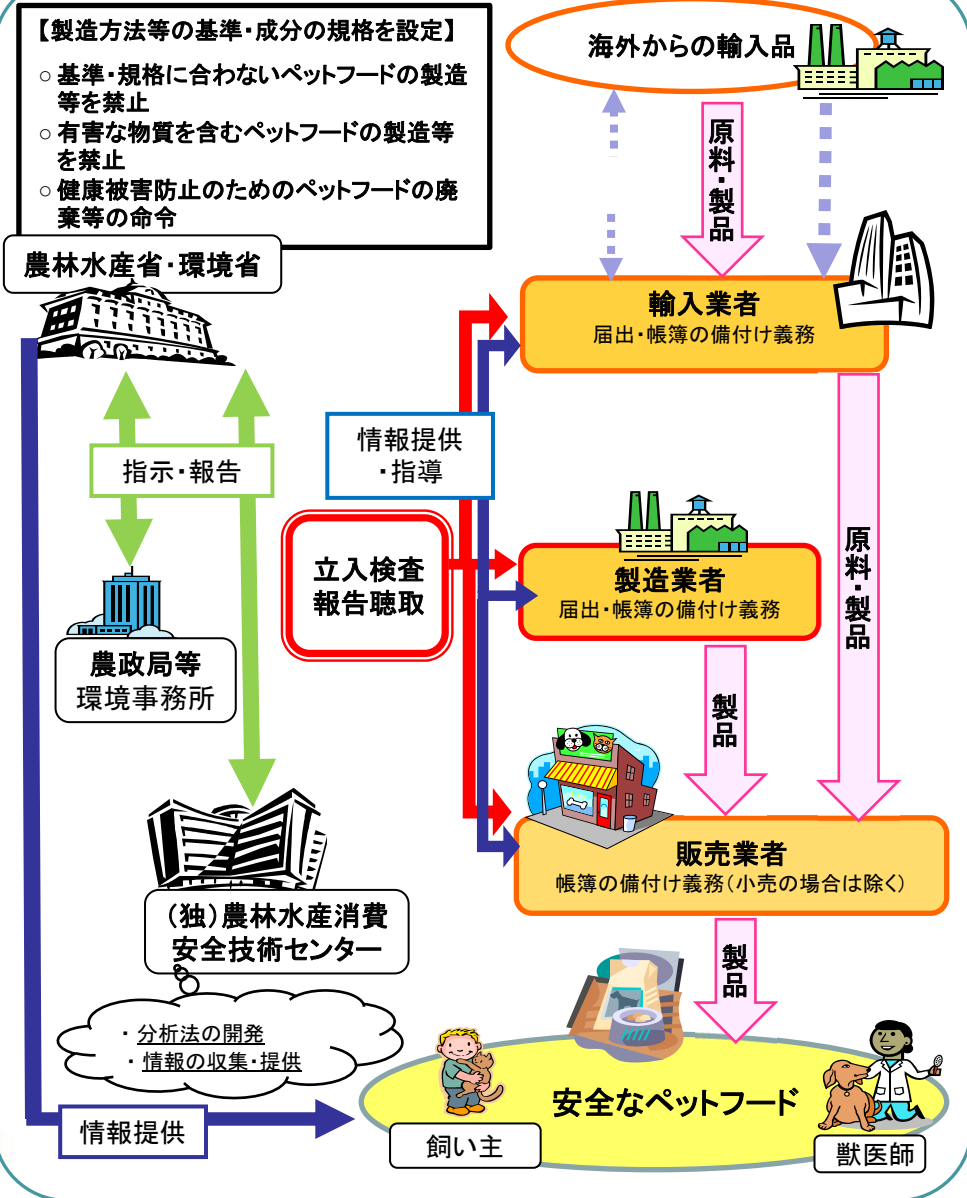 【製造方法等の基準・成分の規格を設定】
○ 基準・規格に合わないペットフードの製造
等を禁止
○ 有害な物質を含むペットフードの製造等
を禁止
○ 健康被害防止のためのペットフードの廃
棄等の命令
農林水産省・環境省
海外からの輸入品
原料・製品
輸入業者
届出・帳簿の備付け義務
情報提供
・指導
指示・報告
立入検査
報告聴取
製造業者
届出・帳簿の備付け義務
原料・製品
農政局等
環境事務所
製品
販売業者
帳簿の備付け義務(小売の場合は除く)
(独)農林水産消費
安全技術センター
・分析法の開発
・情報の収集・提供
製品
安全なペットフード
情報提供
飼い主
獣医師